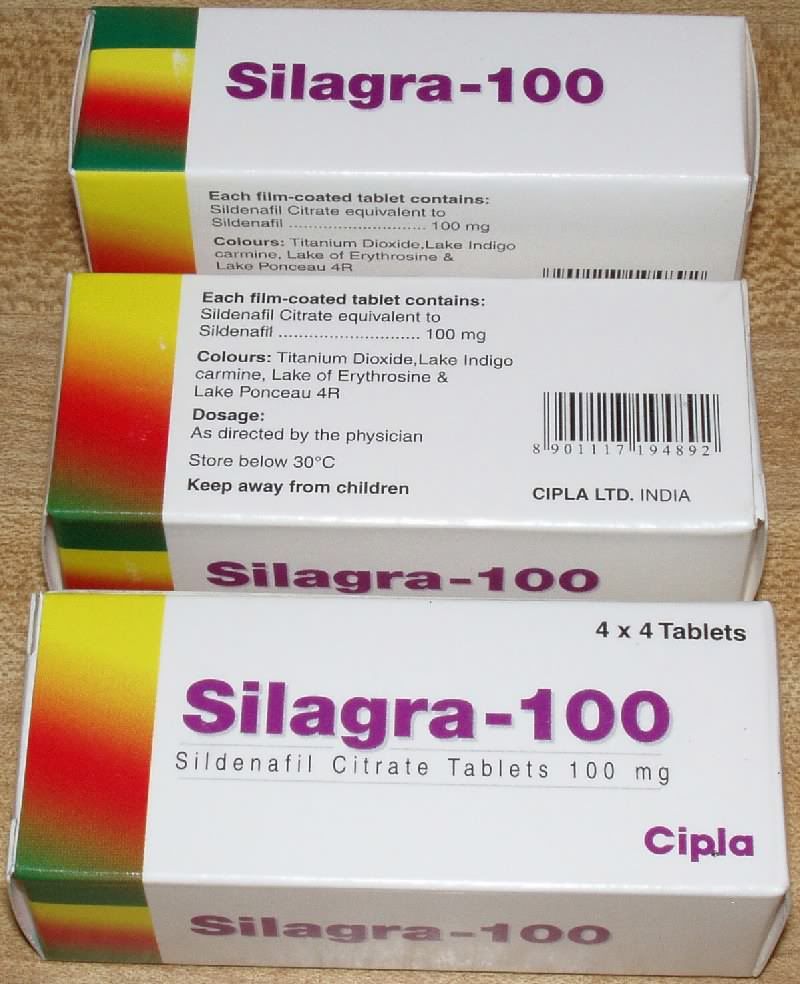 Silagra-100
Each film-coated tablet contains:
Sildenafil Citrate equivalent to
Sildenafil ............................ 100 mg
Colours: Titanium Dioxide,Lake Indigo
carmine, Lake of Erythrosine &
Lake Ponceau 4R
Each film-coated tablet contains:
Sildenafil Citrate equivalent to
Sildenafil ............................ 100 mg
Colours: Titanium Dioxide,Lake Indigo
carmine, Lake of Erythrosine &
Lake Ponceau 4R
Dosage:
As directed by the physician
Store below 30°C
Keep away from children
8 901117 194892
CIPLA LTD. INDIA
Silagra-100
4 x 4 Tablets
Silagra-100
Sildenafil Citrate Tablets 100 mg
Cipla
Silagra-100